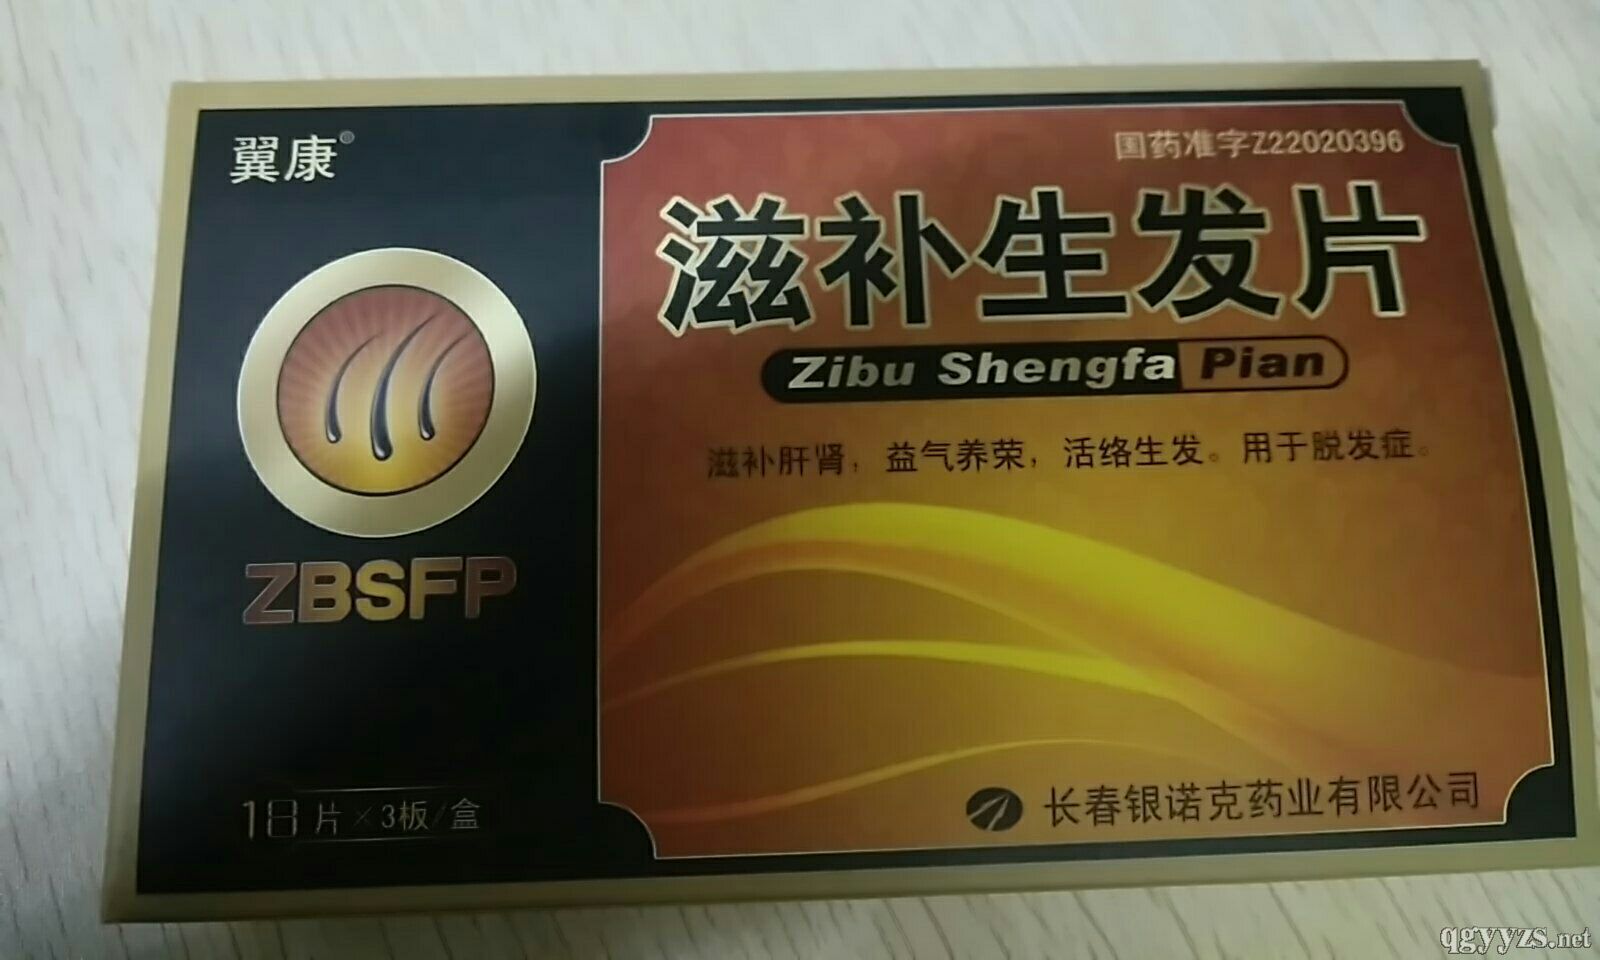 翼康®
国药准字Z22020396
滋补生发片
Zibu Shengfa Pian
滋补肝肾，益气养荣，活络生发。用于脱发症。
ZBSFP
18片×3板/盒
长春银诺克药业有限公司
qgyyzs.net